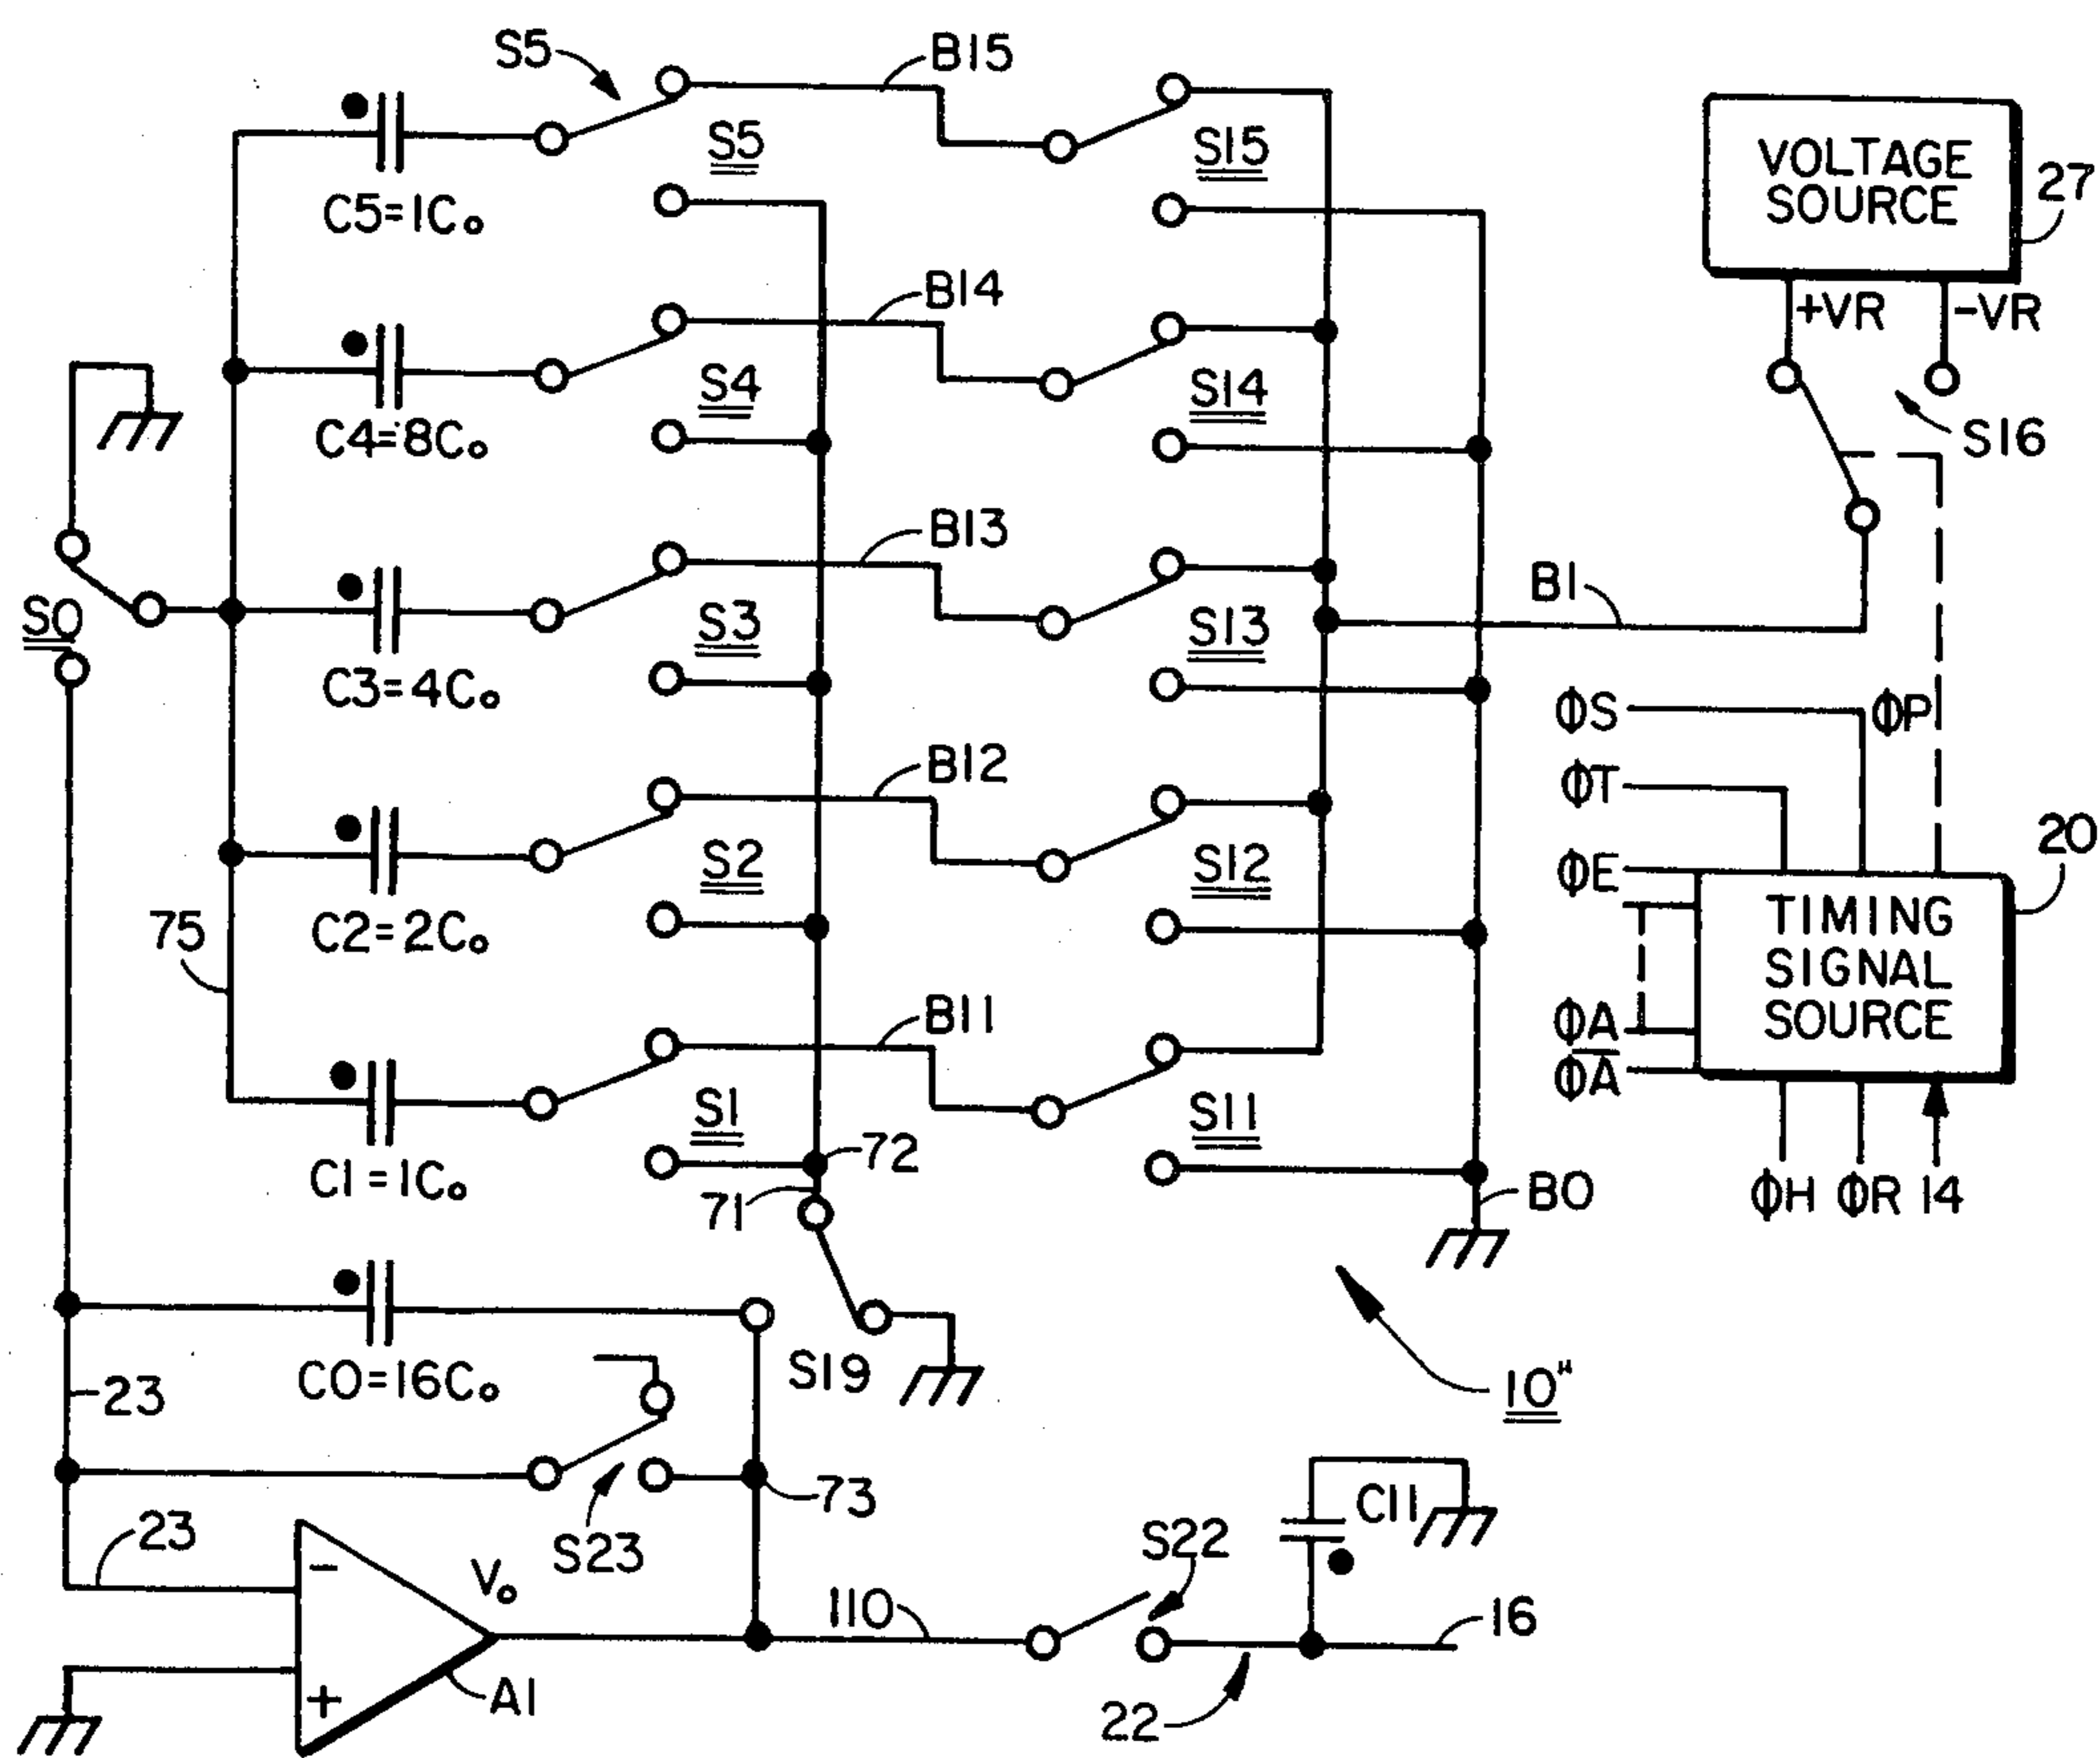 S5
B15
S5
S15
VOLTAGE
SOURCE
27
C5=1Co
+VR
-VR
B14
S4
S14
S16
C4=8Co
B13
B1
S0
S3
S13
C3=4Co
ΦS
ΦP
ΦT
B12
20
S2
S12
ΦE
75
C2=2Co
TIMING
SIGNAL
SOURCE
B11
ΦA
Φ̅A̅
S1
S11
72
C1=1Co
71
B0
ΦH
ΦR
14
S19
C0=16Co
10"
23
73
C11
S23
S22
23
Vo
-
110
16
+
A1
22